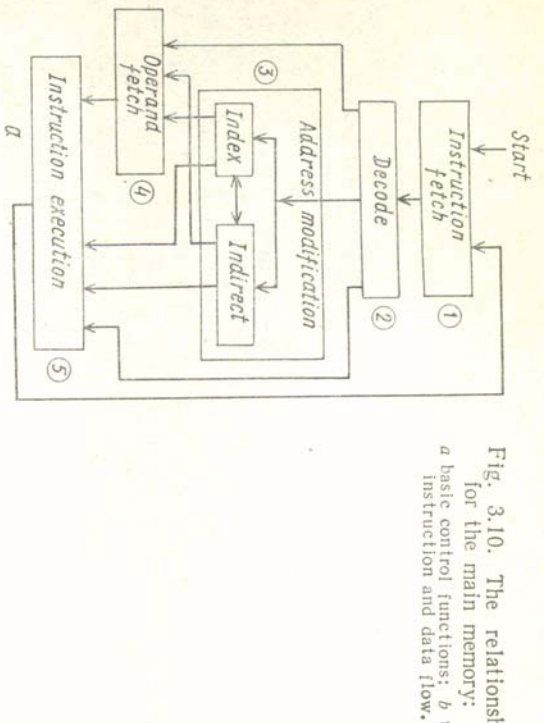 Start
Instruction
fetch
①
Decode
②
Address modification
③
Index
Indirect
Operand
fetch
④
Instruction execution
⑤
a
Fig. 3.10. The
for the main memory:
a basic control functions; b
instruction and data flow.